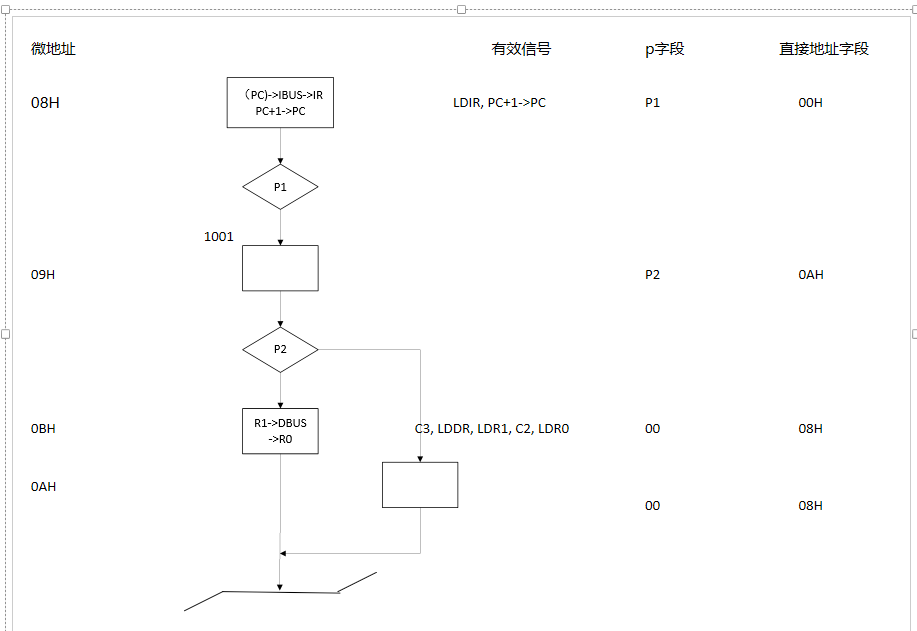 微地址 有效信号 p字段 直接地址字段
(PC)->IBUS->IR
PC+1->PC
08H LDIR, PC+1->PC P1 00H
P1
1001
09H P2 0AH
P2
R1->DBUS
->R0
0BH C3, LDDR, LDR1, C2, LDR0 00 08H
0AH
00 08H